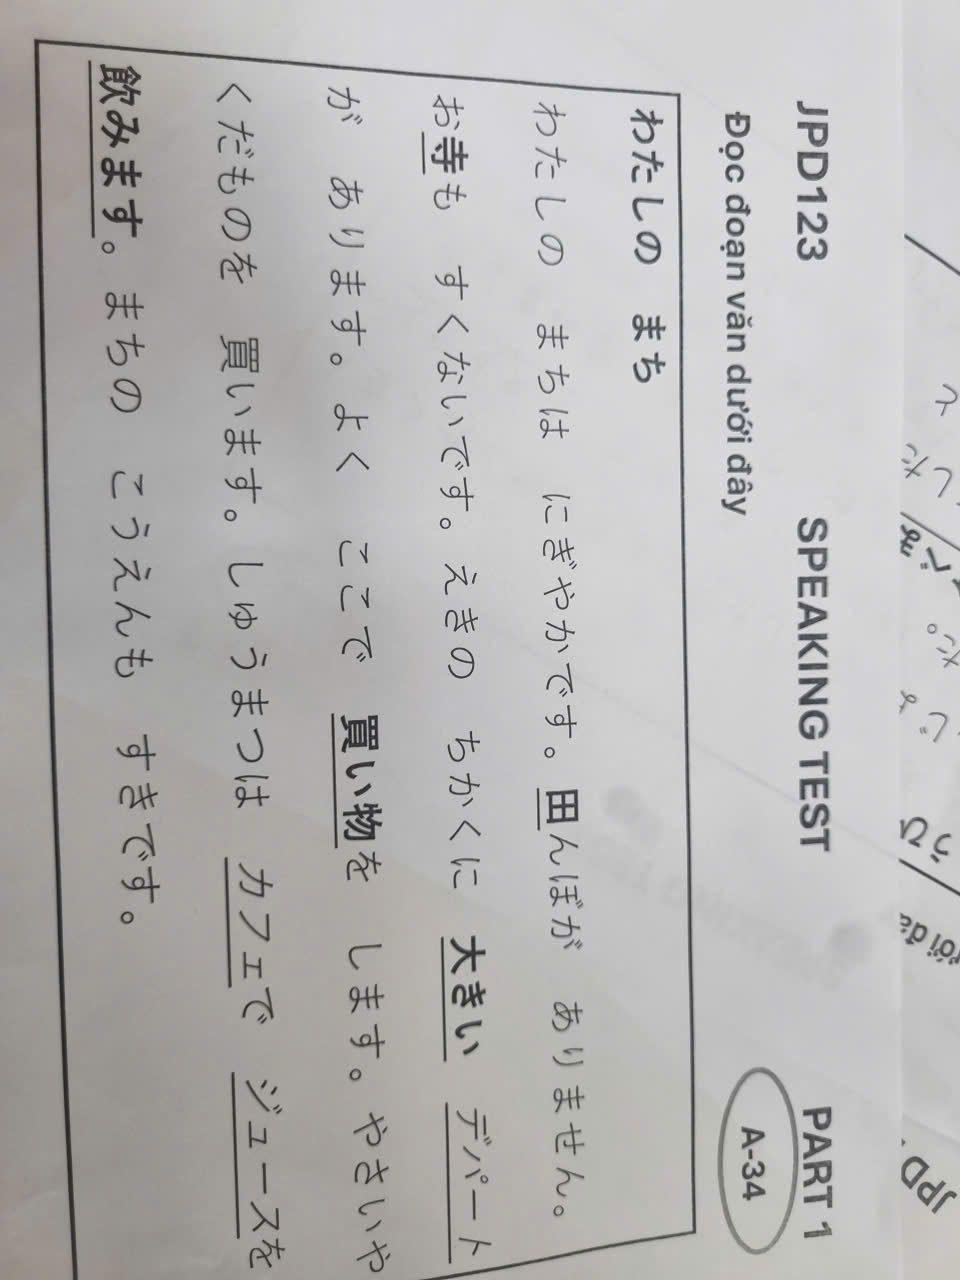 JPD123 SPEAKING TEST PART 1
Đọc đoạn văn dưới đây A-34
わたしの まち
わたしの まちは にぎやかです。田んぼが ありません。
お寺も すくないです。えきの ちかくに 大きい デパート
が あります。よく ここで 買い物を します。やさいや
くだものを 買います。しゅうまつは カフェで ジュースを
飲みます。まちの こうえんも すきです。
JPD